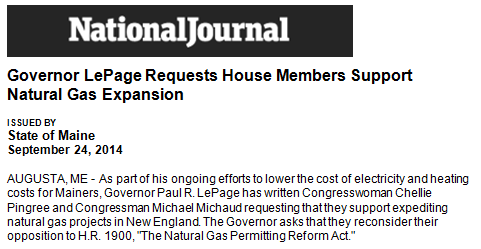 NationalJournal
Governor LePage Requests House Members Support
Natural Gas Expansion
ISSUED BY
State of Maine
September 24, 2014
AUGUSTA, ME - As part of his ongoing efforts to lower the cost of electricity and heating
costs for Mainers, Governor Paul R. LePage has written Congresswoman Chellie
Pingree and Congressman Michael Michaud requesting that they support expediting
natural gas projects in New England. The Governor asks that they reconsider their
opposition to H.R. 1900, "The Natural Gas Permitting Reform Act."